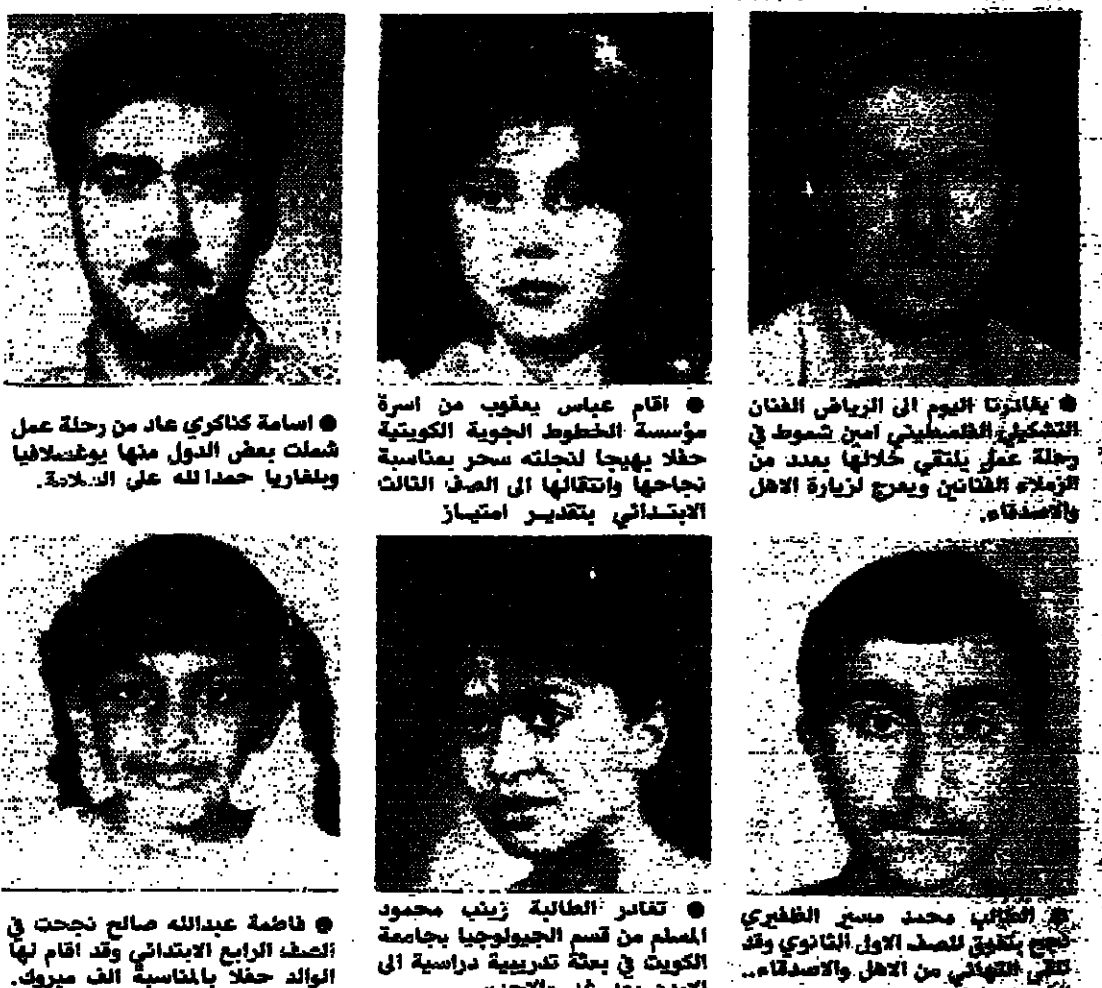 ● يغادرنا اليوم الى الرياض الفنان
التشكيلي الفلسطيني امين شموط في
رحلة عمل يلتقي خلالها بعدد من
الزملاء الفنانين ويعرج لزيارة الاهل
والاصدقاء.
● اقام عباس يعقوب من اسرة
مؤسسة الخطوط الجوية الكويتية
حفلا بهيجا لنجلته سحر بمناسبة
نجاحها وانتقالها الى الصف الثالث
الابتدائي بتقدير امتياز
● اسامة كناكري عاد من رحلة عمل
شملت بعض الدول منها يوغسلافيا
وبلغاريا حمدا لله على السلامة.
● الطالب محمد مسير الظفيري
نجح بتفوق للصف الاول الثانوي وقد
تلقى التهاني من الاهل والاصدقاء..
● تغادر الطالبة زينب محمود
المسلم من قسم الجيولوجيا بجامعة
الكويت في بعثة تدريبية دراسية الى
● فاطمة عبدالله صالح نجحت في
الصف الرابع الابتدائي وقد اقام لها
الوالد حفلا بالمناسبة الف مبروك.